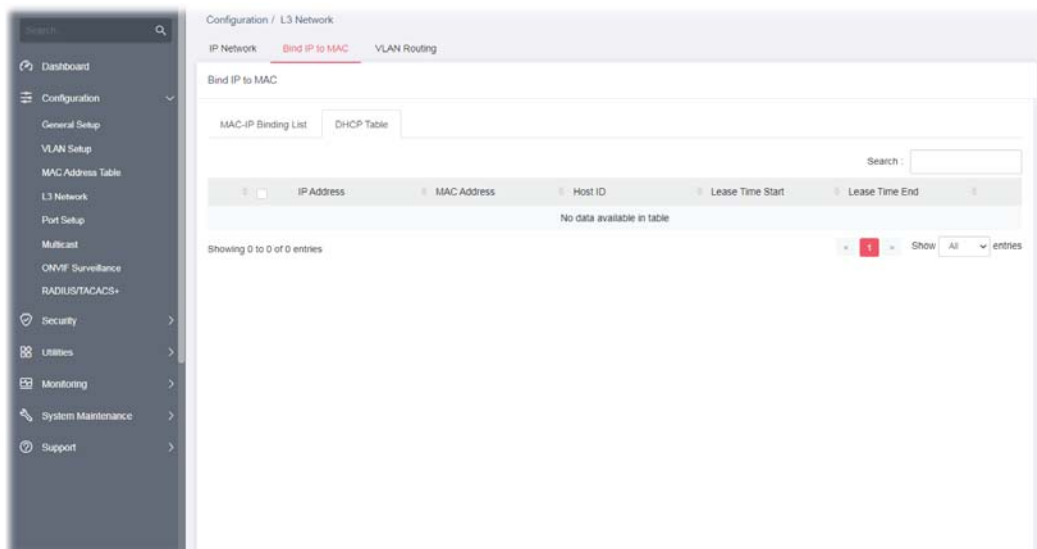 Search...
Dashboard
Configuration
General Setup
VLAN Setup
MAC Address Table
L3 Network
Port Setup
Multicast
ONVIF Surveillance
RADIUS/TACACS+
Security
Utilities
Monitoring
System Maintenance
Support
Configuration / L3 Network
IP Network Bind IP to MAC VLAN Routing
Bind IP to MAC
MAC-IP Binding List DHCP Table
Search :
IP Address MAC Address Host ID Lease Time Start Lease Time End
No data available in table
Showing 0 to 0 of 0 entries
« 1 » Show All entries